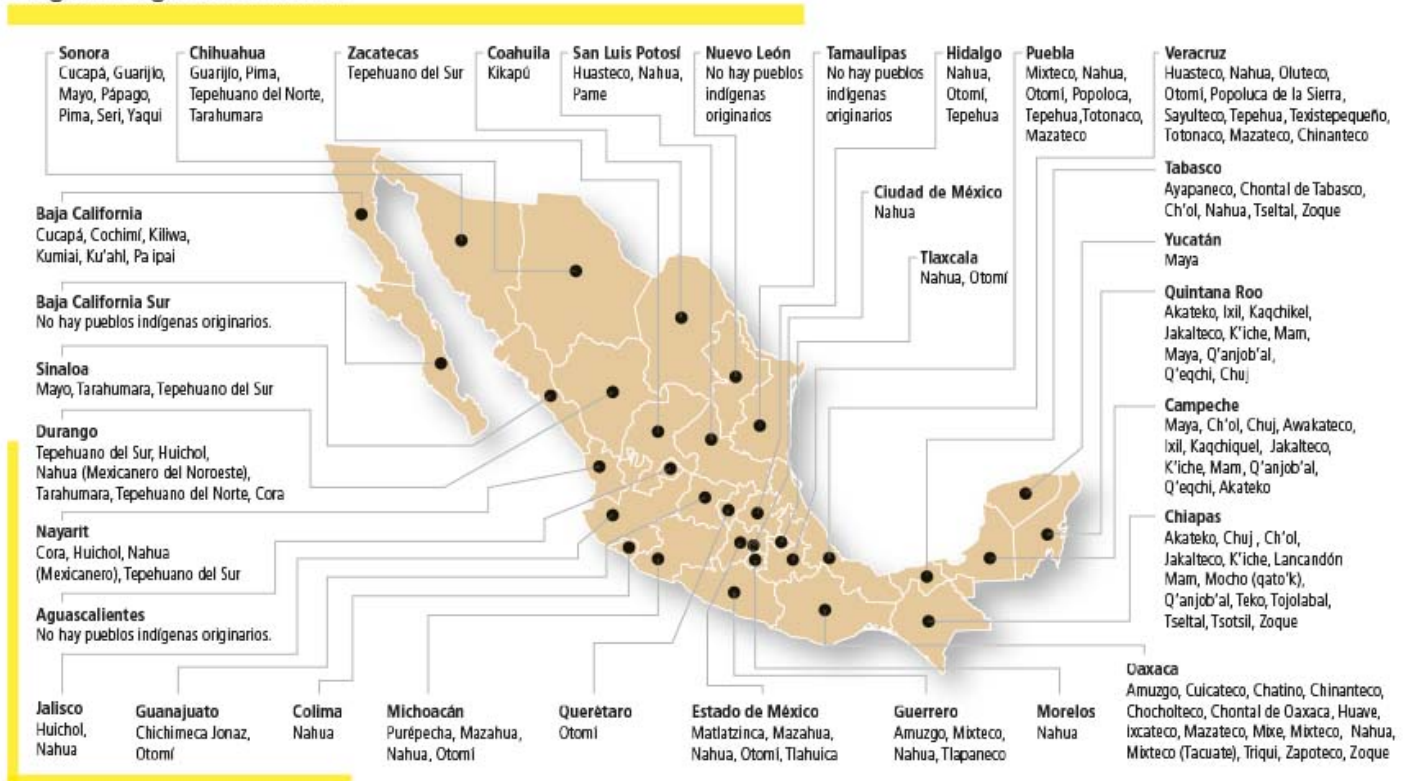 Sonora
Cucapá, Guarijío,
Mayo, Pápago,
Pima, Seri, Yaqui
Chihuahua
Guarijío, Pima,
Tepehuano del Norte,
Tarahumara
Zacatecas
Tepehuano del Sur
Coahuila
Kikapú
San Luis Potosí
Huasteco, Nahua,
Pame
Nuevo León
No hay pueblos
indígenas
originarios
Tamaulipas
No hay pueblos
indígenas
originarios
Hidalgo
Nahua,
Otomí,
Tepehua
Puebla
Mixteco, Nahua,
Otomí, Popoloca,
Tepehua,Totonaco,
Mazateco
Veracruz
Huasteco, Nahua, Oluteco,
Otomí, Popoluca de la Sierra,
Sayulteco, Tepehua, Texistepequeño,
Totonaco, Mazateco, Chinanteco
Tabasco
Ayapaneco, Chontal de Tabasco,
Ch'ol, Nahua, Tseltal, Zoque
Ciudad de México
Nahua
Tlaxcala
Nahua, Otomí
Yucatán
Maya
Quintana Roo
Akateko, Ixil, Kaqchikel,
Jakalteco, K'iche, Mam,
Maya, Q'anjob'al,
Q'eqchi, Chuj
Campeche
Maya, Ch'ol, Chuj, Awakateco,
Ixil, Kaqchiquel, Jakalteco,
K'iche, Mam, Q'anjob'al,
Q'eqchi, Akateko
Chiapas
Akateko, Chuj , Ch'ol,
Jakalteco, K'iche, Lancandón
Mam, Mocho (qato'k),
Q'anjob'al, Teko, Tojolabal,
Tseltal, Tsotsil, Zoque
Baja California
Cucapá, Cochimí, Kiliwa,
Kumiai, Ku'ahl, Pa ipai
Baja California Sur
No hay pueblos indígenas originarios.
Sinaloa
Mayo, Tarahumara, Tepehuano del Sur
Durango
Tepehuano del Sur, Huichol,
Nahua (Mexicanero del Noroeste),
Tarahumara, Tepehuano del Norte, Cora
Nayarit
Cora, Huichol, Nahua
(Mexicanero), Tepehuano del Sur
Aguascalientes
No hay pueblos indígenas originarios.
Jalisco
Huichol,
Nahua
Guanajuato
Chichimeca Jonaz,
Otomí
Colima
Nahua
Michoacán
Purépecha, Mazahua,
Nahua, Otomí
Querétaro
Otomí
Estado de México
Matlatzinca, Mazahua,
Nahua, Otomí, Tlahuica
Guerrero
Amuzgo, Mixteco,
Nahua, Tlapaneco
Morelos
Nahua
Oaxaca
Amuzgo, Cuicateco, Chatino, Chinanteco,
Chocholteco, Chontal de Oaxaca, Huave,
Ixcateco, Mazateco, Mixe, Mixteco, Nahua,
Mixteco (Tacuate), Triqui, Zapoteco, Zoque